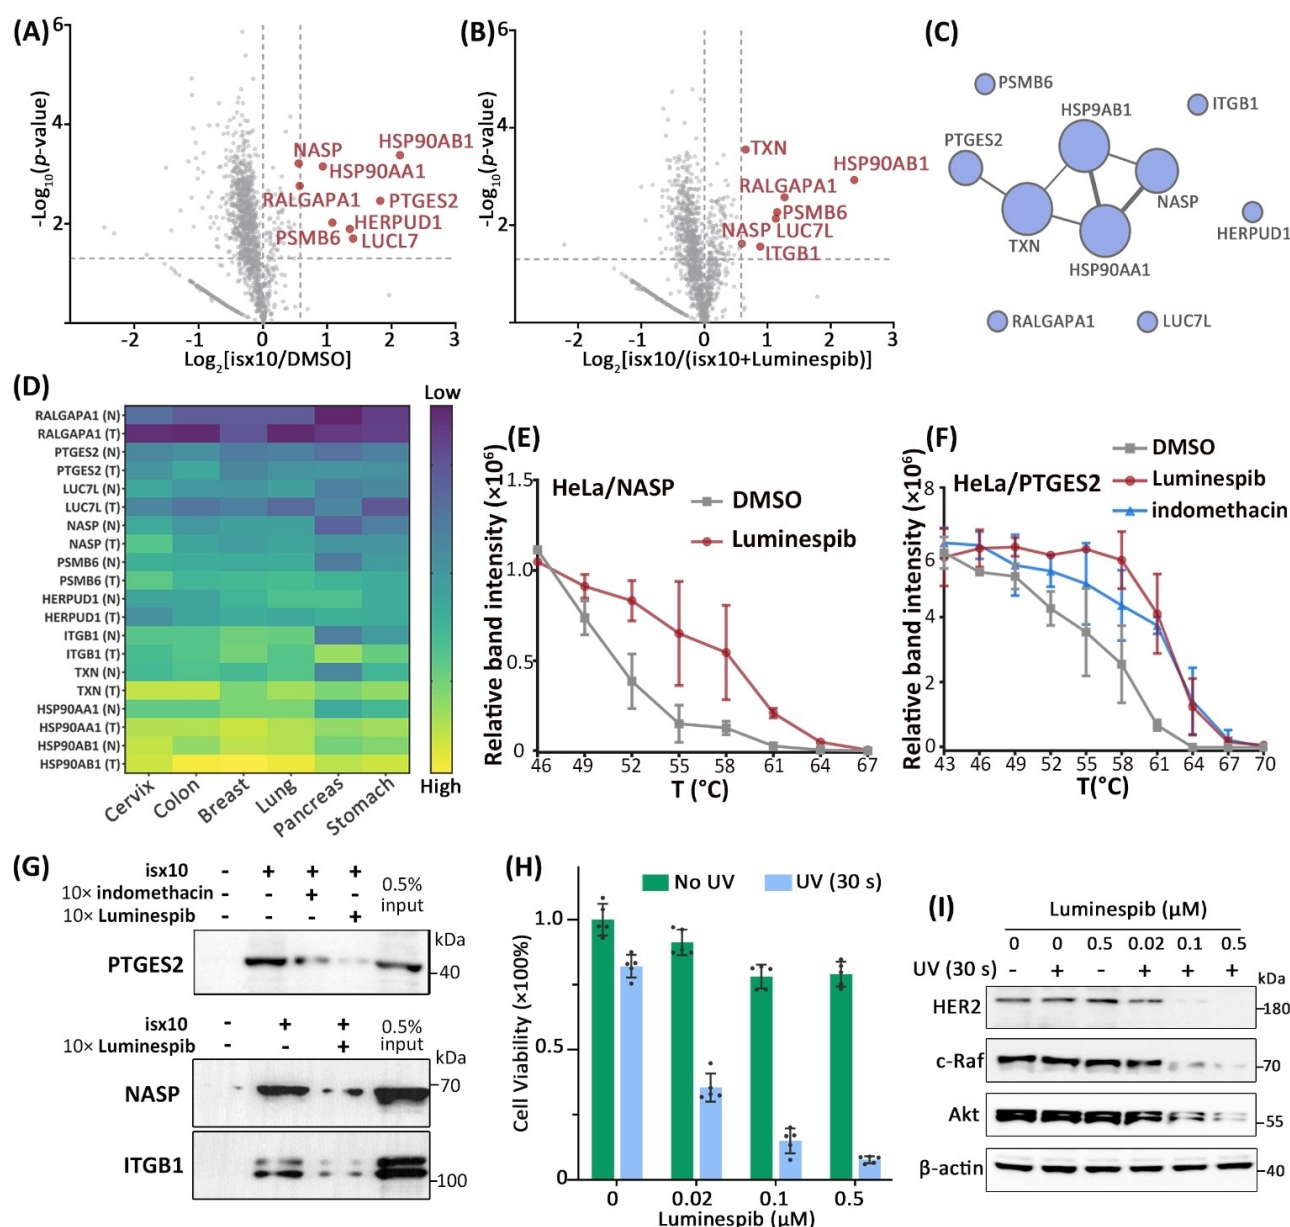 (A)
6
4
2
-Log10(p-value)
NASP
HSP90AB1
HSP90AA1
RALGAPA1
PTGES2
HERPUD1
PSMB6
LUCL7
-2
-1
0
1
2
3
Log2[isx10/DMSO]
(B)
6
4
2
-Log10(p-value)
TXN
HSP90AB1
RALGAPA1
PSMB6
NASP LUC7L
ITGB1
-2
-1
0
1
2
3
Log2[isx10/(isx10+Luminespib)]
(C)
PSMB6
HSP9AB1
ITGB1
PTGES2
NASP
TXN
HSP90AA1
HERPUD1
RALGAPA1
LUC7L
(D)
Low
RALGAPA1 (N)
RALGAPA1 (T)
PTGES2 (N)
PTGES2 (T)
LUC7L (N)
LUC7L (T)
NASP (N)
NASP (T)
PSMB6 (N)
PSMB6 (T)
HERPUD1 (N)
HERPUD1 (T)
ITGB1 (N)
ITGB1 (T)
TXN (N)
TXN (T)
HSP90AA1 (N)
HSP90AA1 (T)
HSP90AB1 (N)
HSP90AB1 (T)
High
Cervix
Colon
Breast
Lung
Pancreas
Stomach
(E)
HeLa/NASP
DMSO
Luminespib
Relative band intensity (×10⁶)
1.5
1.0
0.5
0
46
49
52
55
58
61
64
67
T (°C)
(F)
HeLa/PTGES2
DMSO
Luminespib
indomethacin
Relative band intensity (×10⁶)
8
6
4
2
0
43
46
49
52
55
58
61
64
67
70
T(°C)
(G)
isx10 - + + +
10× indomethacin - - + -
10× Luminespib - - - +
0.5%
input
kDa
PTGES2
40
isx10 - + +
10× Luminespib - - +
0.5%
input
kDa
NASP
70
ITGB1
100
(H)
No UV
UV (30 s)
Cell Viability (×100%)
1.0
0.5
0
0
0.02
0.1
0.5
Luminespib (μM)
(I)
Luminespib (μM)
0 0 0.5 0.02 0.1 0.5
UV (30 s) - + - + + +
kDa
HER2
180
c-Raf
70
Akt
55
β-actin
40